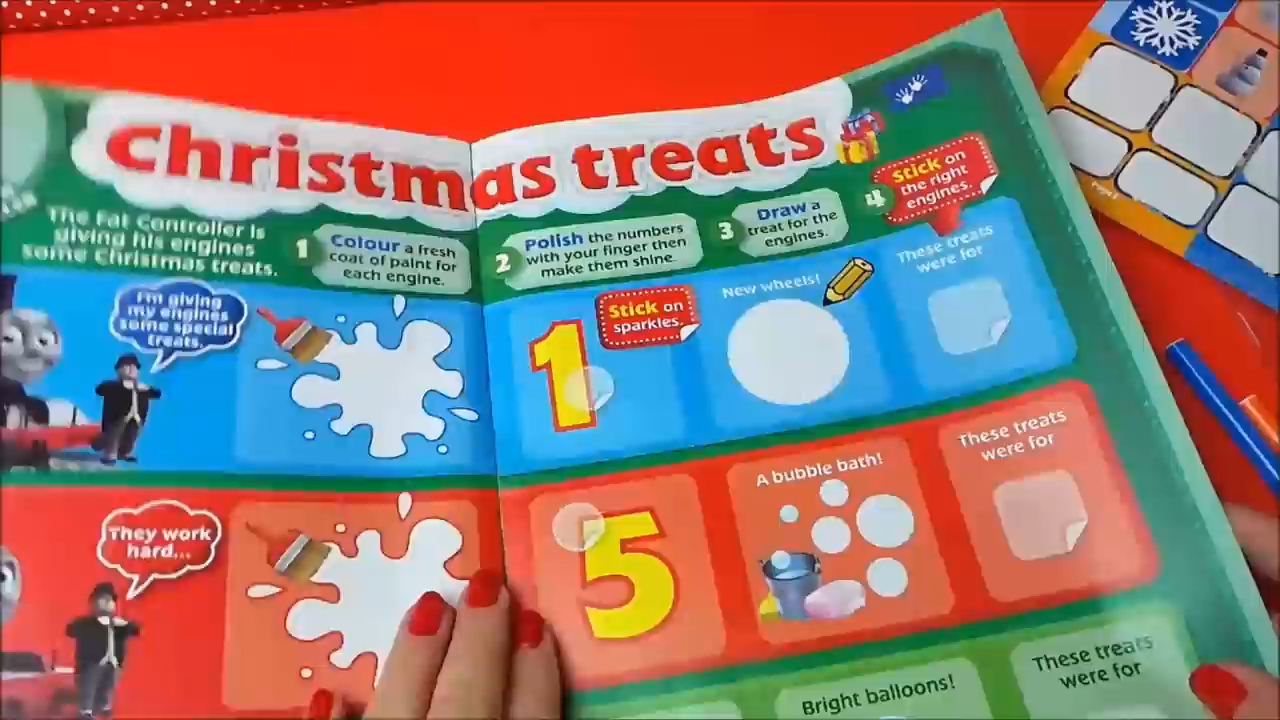 Christmas treats
The Fat Controller is
giving his engines
some Christmas treats.
1
Colour a fresh
coat of paint for
each engine.
2
Polish the numbers
with your finger then
make them shine.
3
Draw a
treat for the
engines.
4
Stick on
the right
engines.
I'm giving
my engines
some special
treats.
1
Stick on
sparkles.
New wheels!
These treats
were for
They work
hard...
5
A bubble bath!
These treats
were for
Bright balloons!
These treats
were for